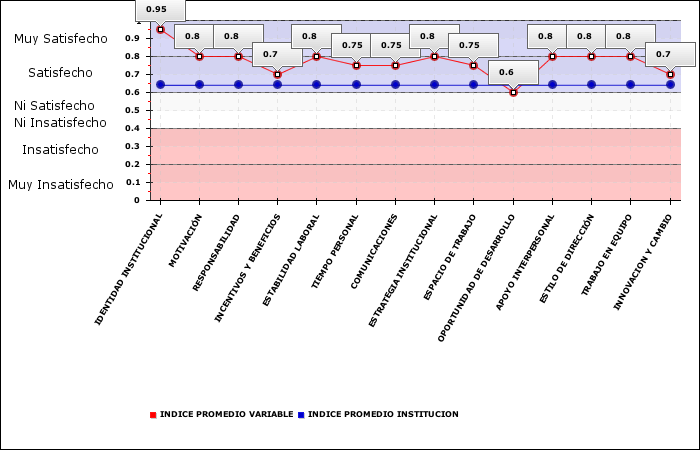 0.95
1
Muy Satisfecho
0.9
0.8
0.8
0.8
0.8
0.8
0.8
0.8
0.75
0.75
0.75
0.7
0.7
0.8
Satisfecho
0.7
0.6
Ni Satisfecho
0.6
0.5
Ni Insatisfecho
0.4
Insatisfecho
0.3
0.2
Muy Insatisfecho
0.1
0
IDENTIDAD INSTITUCIONAL
MOTIVACIÓN
RESPONSABILIDAD
INCENTIVOS Y BENEFICIOS
ESTABILIDAD LABORAL
TIEMPO PERSONAL
COMUNICACIONES
ESTRATEGIA INSTITUCIONAL
ESPACIO DE TRABAJO
OPORTUNIDAD DE DESARROLLO
APOYO INTERPERSONAL
ESTILO DE DIRECCIÓN
TRABAJO EN EQUIPO
INNOVACION Y CAMBIO
INDICE PROMEDIO VARIABLE
INDICE PROMEDIO INSTITUCION